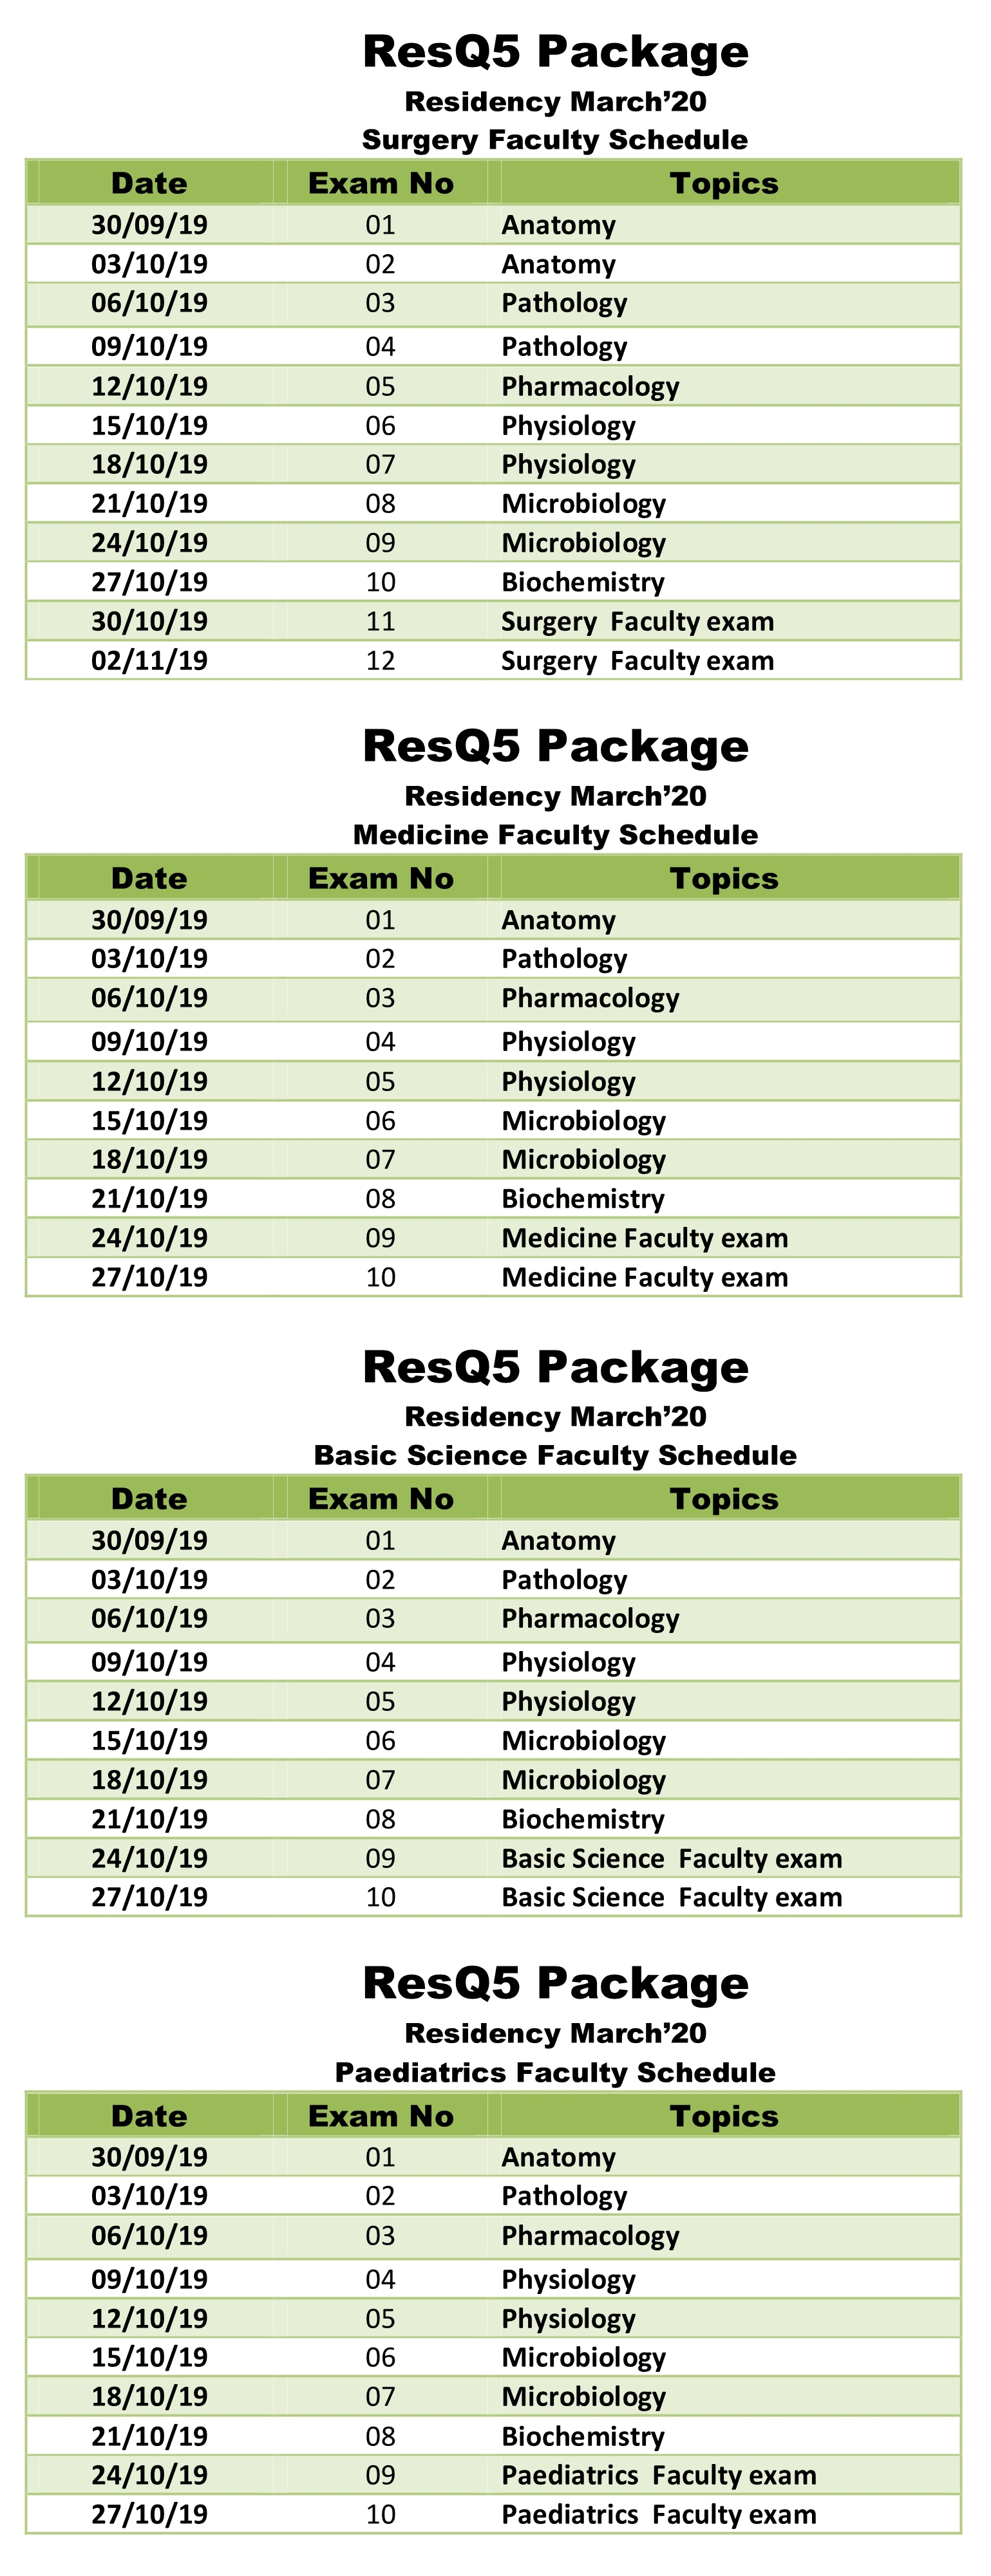 ResQ5 Package
Residency March’20
Surgery Faculty Schedule
Date Exam No Topics
30/09/19 01 Anatomy
03/10/19 02 Anatomy
06/10/19 03 Pathology
09/10/19 04 Pathology
12/10/19 05 Pharmacology
15/10/19 06 Physiology
18/10/19 07 Physiology
21/10/19 08 Microbiology
24/10/19 09 Microbiology
27/10/19 10 Biochemistry
30/10/19 11 Surgery  Faculty exam
02/11/19 12 Surgery  Faculty exam
ResQ5 Package
Residency March’20
Medicine Faculty Schedule
Date Exam No Topics
30/09/19 01 Anatomy
03/10/19 02 Pathology
06/10/19 03 Pharmacology
09/10/19 04 Physiology
12/10/19 05 Physiology
15/10/19 06 Microbiology
18/10/19 07 Microbiology
21/10/19 08 Biochemistry
24/10/19 09 Medicine Faculty exam
27/10/19 10 Medicine Faculty exam
ResQ5 Package
Residency March’20
Basic Science Faculty Schedule
Date Exam No Topics
30/09/19 01 Anatomy
03/10/19 02 Pathology
06/10/19 03 Pharmacology
09/10/19 04 Physiology
12/10/19 05 Physiology
15/10/19 06 Microbiology
18/10/19 07 Microbiology
21/10/19 08 Biochemistry
24/10/19 09 Basic Science  Faculty exam
27/10/19 10 Basic Science  Faculty exam
ResQ5 Package
Residency March’20
Paediatrics Faculty Schedule
Date Exam No Topics
30/09/19 01 Anatomy
03/10/19 02 Pathology
06/10/19 03 Pharmacology
09/10/19 04 Physiology
12/10/19 05 Physiology
15/10/19 06 Microbiology
18/10/19 07 Microbiology
21/10/19 08 Biochemistry
24/10/19 09 Paediatrics  Faculty exam
27/10/19 10 Paediatrics  Faculty exam